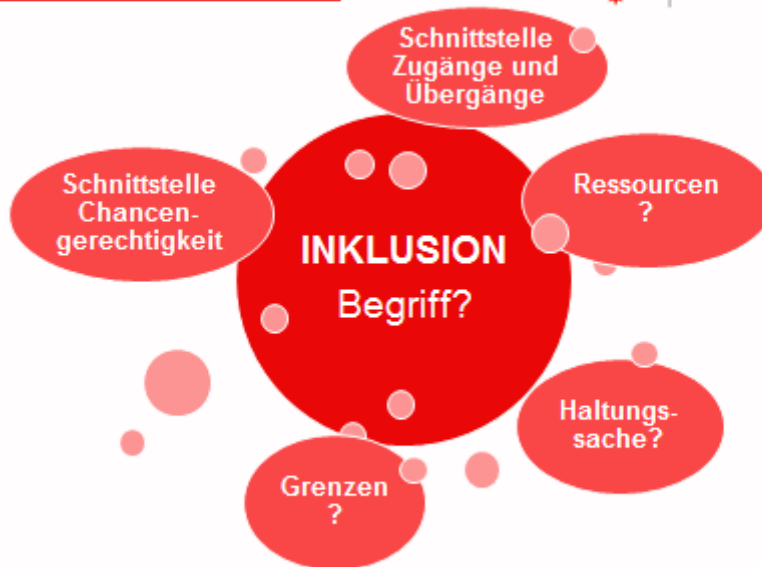 Schnittstelle
Zugänge und
Übergänge
Schnittstelle
Chancen-
gerechtigkeit
Ressourcen
?
INKLUSION
Begriff?
Haltungs-
sache?
Grenzen
?